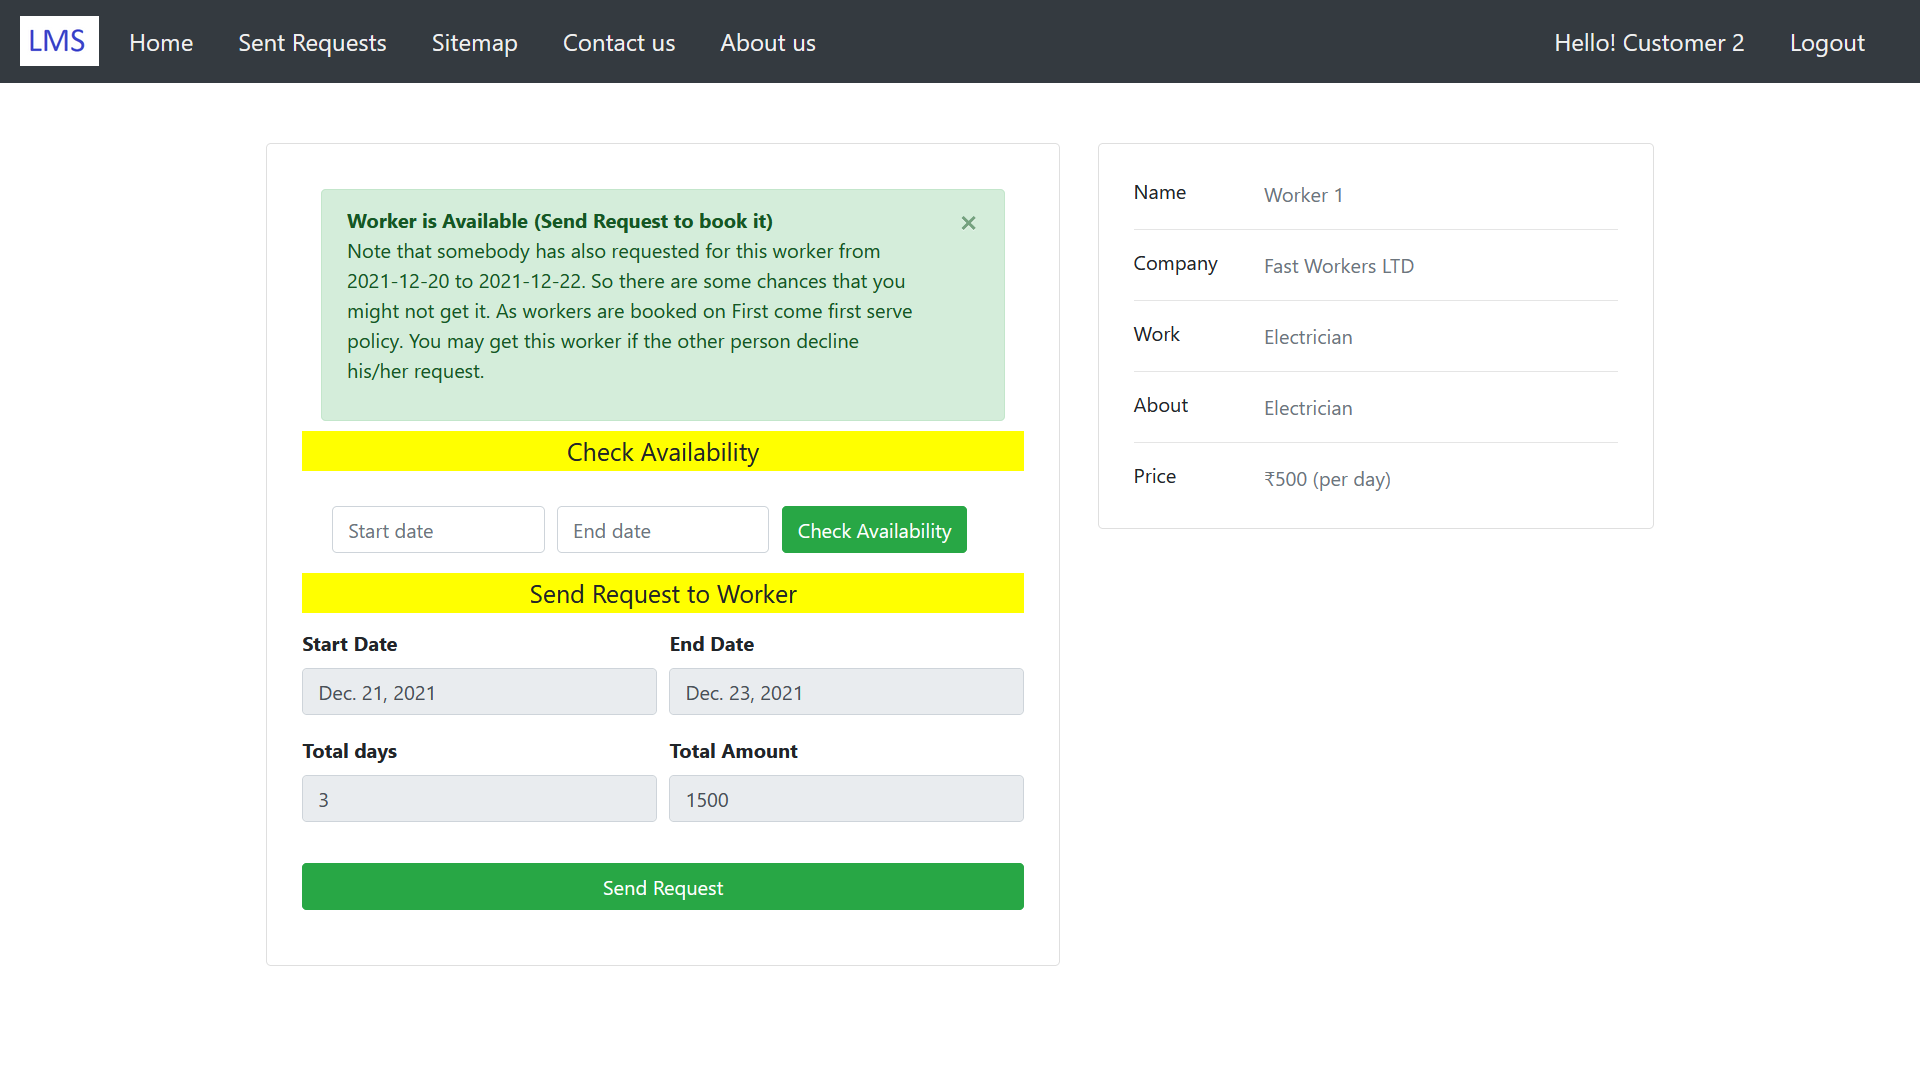 LMS Home Sent Requests Sitemap Contact us About us Hello! Customer 2 Logout
Worker is Available (Send Request to book it) ×
Note that somebody has also requested for this worker from
2021-12-20 to 2021-12-22. So there are some chances that you
might not get it. As workers are booked on First come first serve
policy. You may get this worker if the other person decline
his/her request.
Check Availability
Start date End date Check Availability
Send Request to Worker
Start Date End Date
Dec. 21, 2021 Dec. 23, 2021
Total days Total Amount
3 1500
Send Request
Name Worker 1
Company Fast Workers LTD
Work Electrician
About Electrician
Price ₹500 (per day)